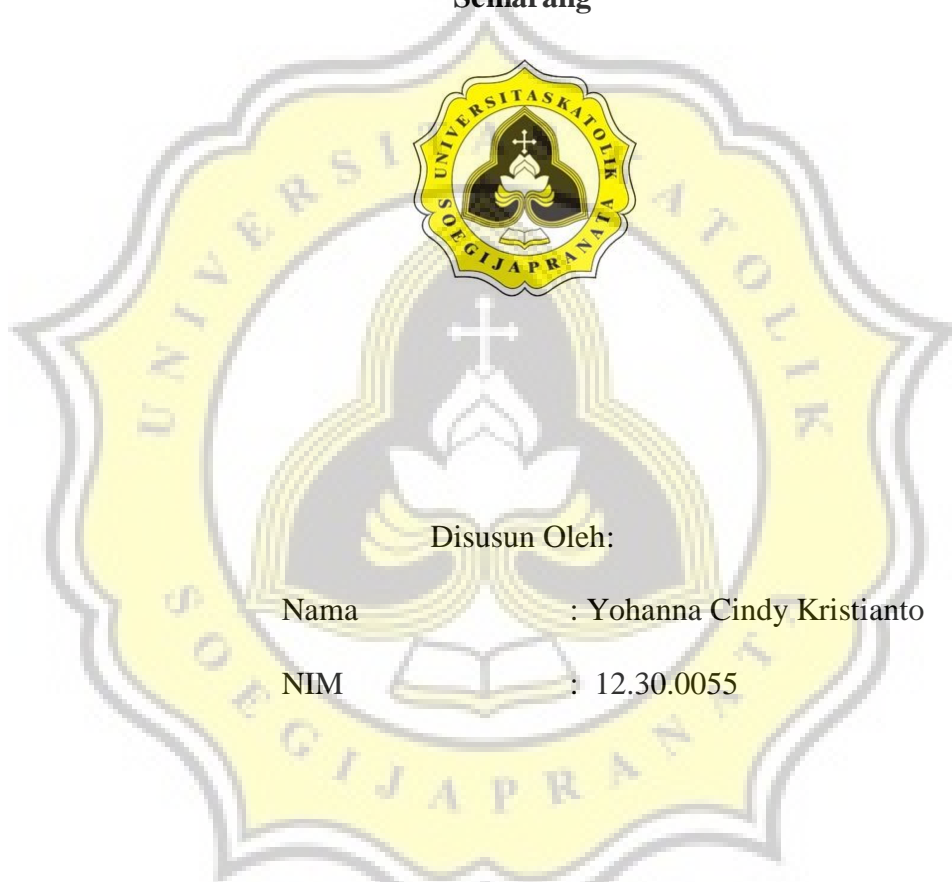 Semarang
UNIVERSITAS KATOLIK
SOEGIJAPRANATA
Disusun Oleh:
Nama : Yohanna Cindy Kristianto
NIM : 12.30.0055